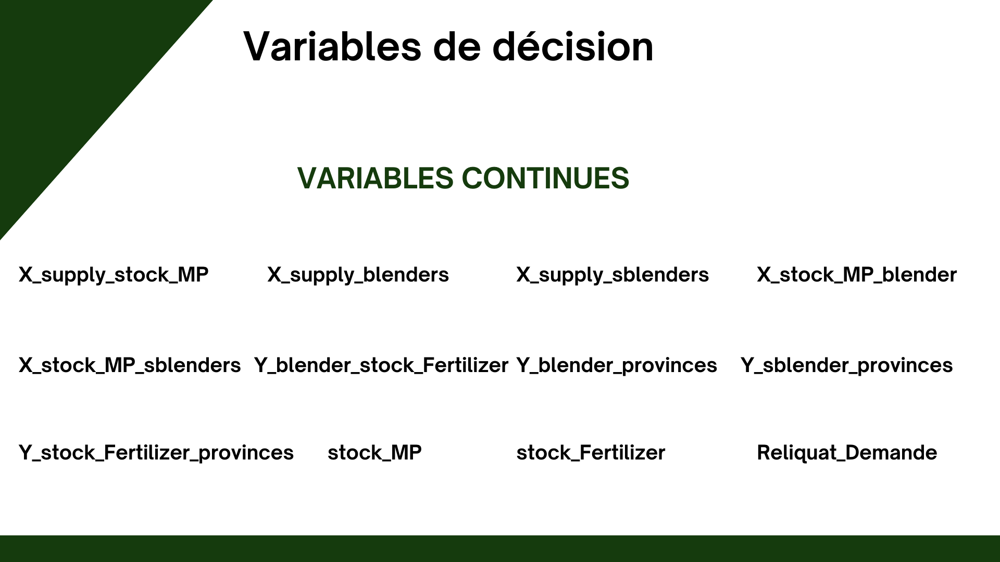 Variables de décision
VARIABLES CONTINUES
X_supply_stock_MP X_supply_blenders X_supply_sblenders X_stock_MP_blender
X_stock_MP_sblenders Y_blender_stock_Fertilizer Y_blender_provinces Y_sblender_provinces
Y_stock_Fertilizer_provinces stock_MP stock_Fertilizer Reliquat_Demande